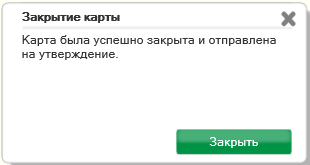 Закрытие карты
Карта была успешно закрыта и отправлена
на утверждение.
Закрыть